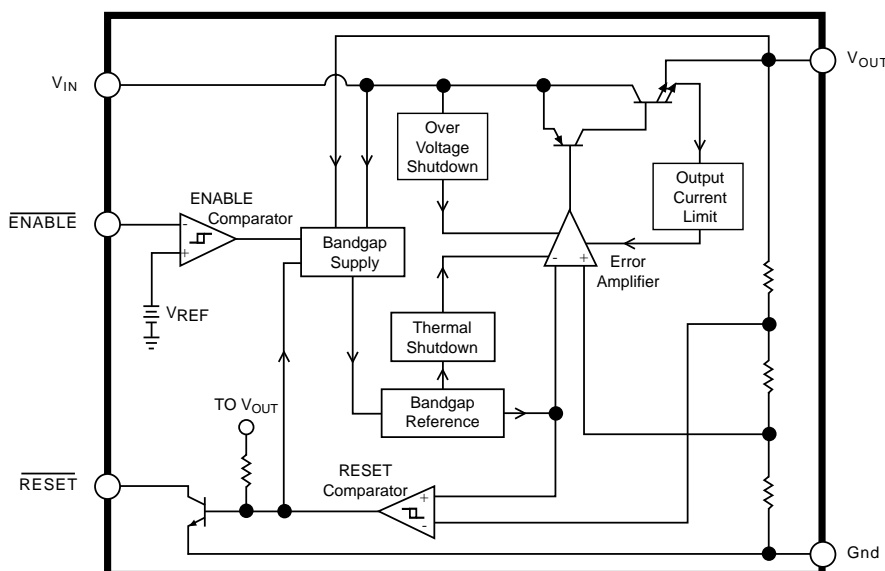 VIN
VOUT
Over
Voltage
Shutdown
Output
Current
Limit
ENABLE
Comparator
ENABLE
-
+
Bandgap
Supply
- +
Error
Amplifier
VREF
Thermal
Shutdown
TO VOUT
Bandgap
Reference
RESET
RESET
Comparator
+
-
Gnd